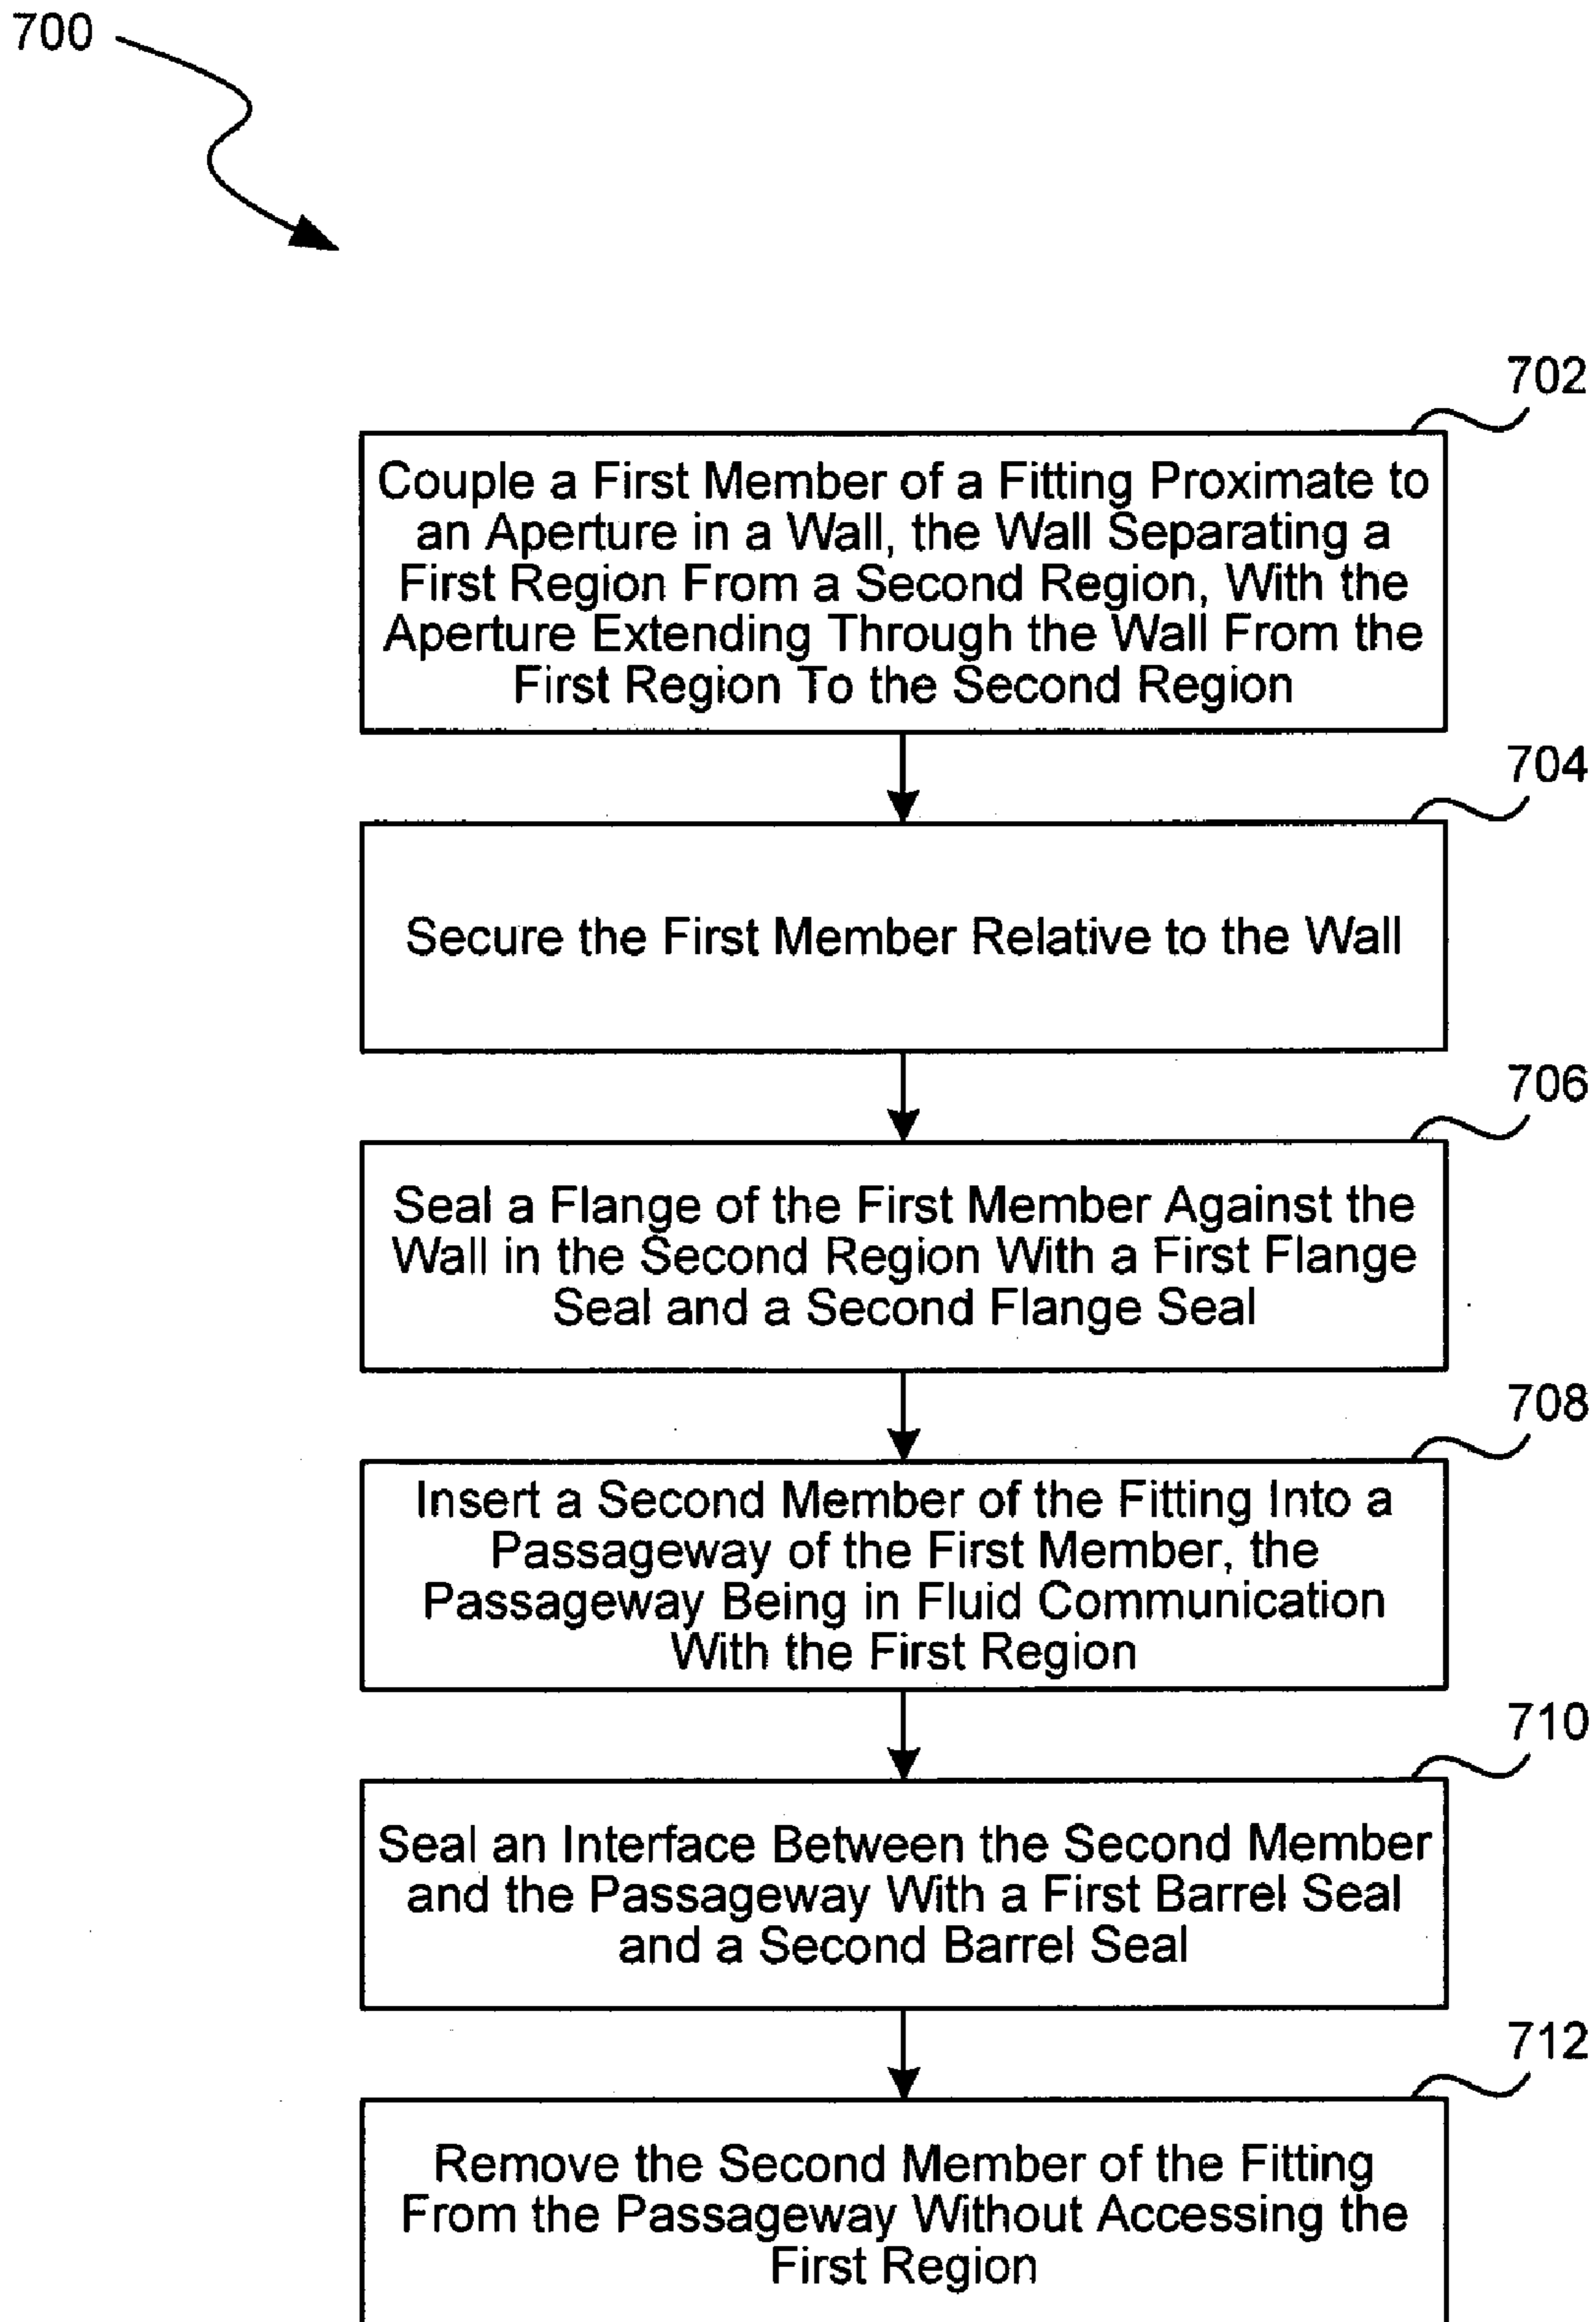 700
702
Couple a First Member of a Fitting Proximate to
an Aperture in a Wall, the Wall Separating a
First Region From a Second Region, With the
Aperture Extending Through the Wall From the
First Region To the Second Region
704
Secure the First Member Relative to the Wall
706
Seal a Flange of the First Member Against the
Wall in the Second Region With a First Flange
Seal and a Second Flange Seal
708
Insert a Second Member of the Fitting Into a
Passageway of the First Member, the
Passageway Being in Fluid Communication
With the First Region
710
Seal an Interface Between the Second Member
and the Passageway With a First Barrel Seal
and a Second Barrel Seal
712
Remove the Second Member of the Fitting
From the Passageway Without Accessing the
First Region